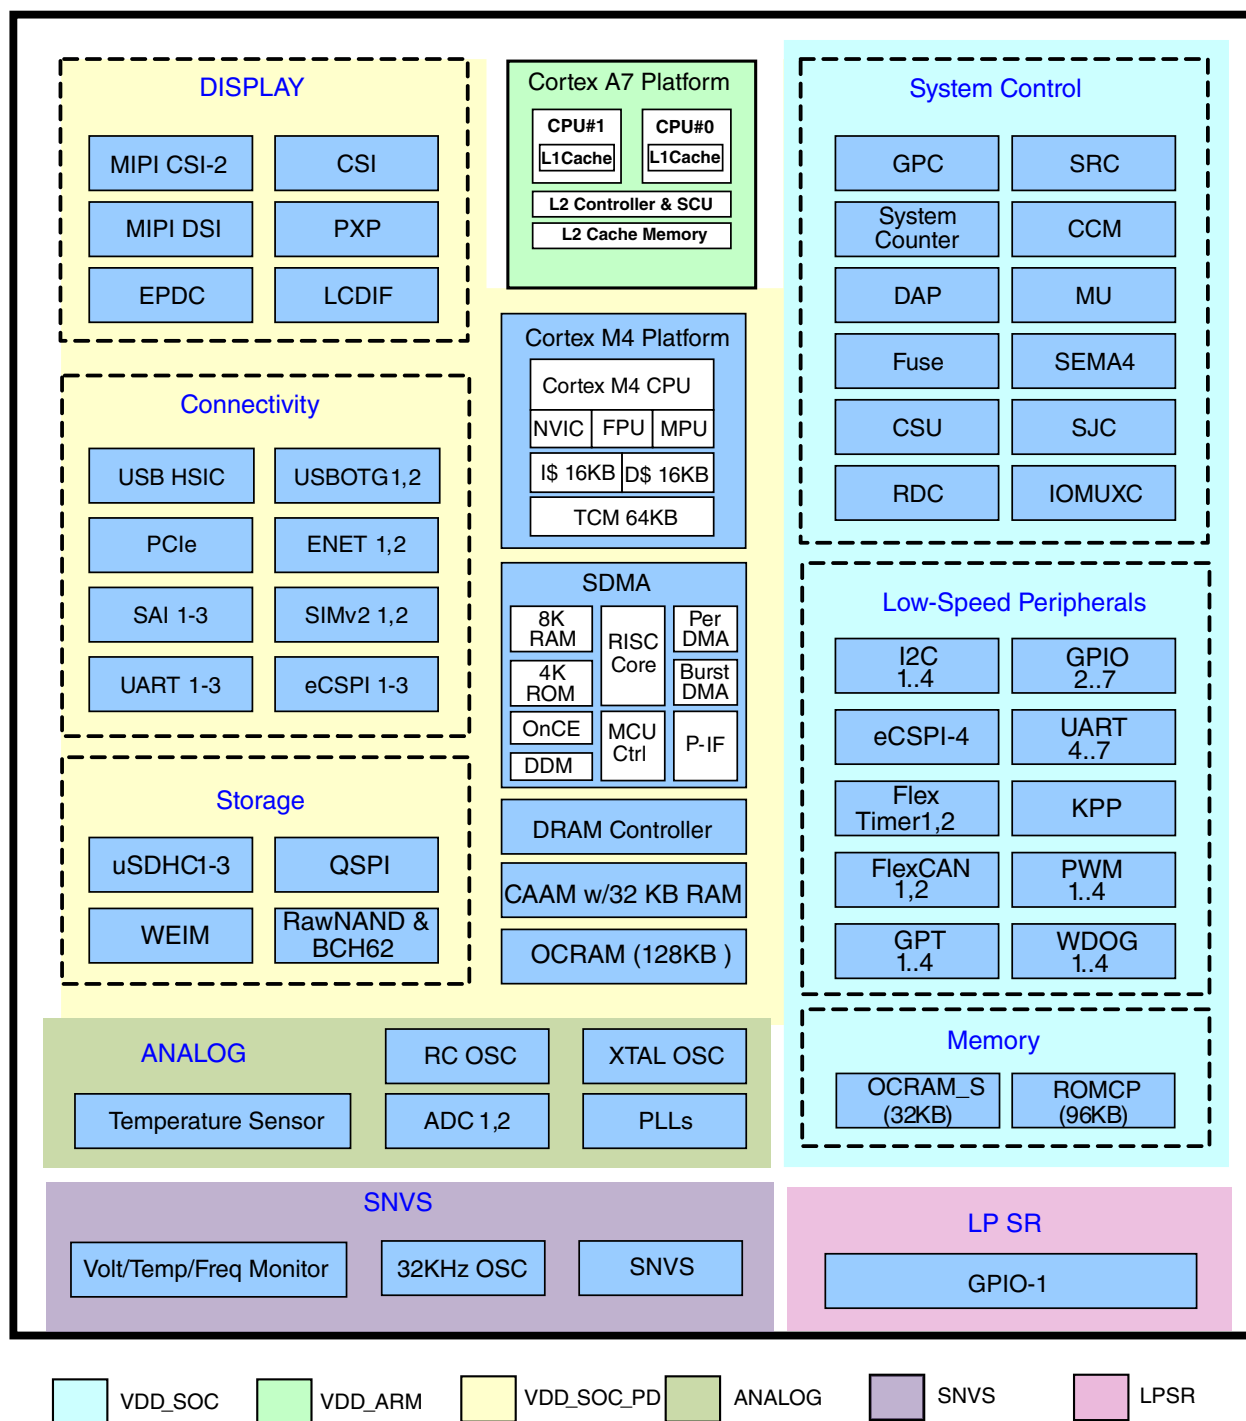 DISPLAY
MIPI CSI-2
CSI
MIPI DSI
PXP
EPDC
LCDIF
Connectivity
USB HSIC
USBOTG1,2
PCIe
ENET 1,2
SAI 1-3
SIMv2 1,2
UART 1-3
eCSPI 1-3
Storage
uSDHC1-3
QSPI
WEIM
RawNAND &
BCH62
Cortex A7 Platform
CPU#1
L1Cache
CPU#0
L1Cache
L2 Controller & SCU
L2 Cache Memory
Cortex M4 Platform
Cortex M4 CPU
NVIC
FPU
MPU
I$ 16KB
D$ 16KB
TCM 64KB
SDMA
8K
RAM
RISC
Core
Per
DMA
4K
ROM
Burst
DMA
OnCE
MCU
Ctrl
P-IF
DDM
DRAM Controller
CAAM w/32 KB RAM
OCRAM (128KB )
System Control
GPC
SRC
System
Counter
CCM
DAP
MU
Fuse
SEMA4
CSU
SJC
RDC
IOMUXC
Low-Speed Peripherals
I2C
1..4
GPIO
2..7
eCSPI-4
UART
4..7
Flex
Timer1,2
KPP
FlexCAN
1,2
PWM
1..4
GPT
1..4
WDOG
1..4
Memory
OCRAM_S
(32KB)
ROMCP
(96KB)
ANALOG
RC OSC
XTAL OSC
Temperature Sensor
ADC 1,2
PLLs
SNVS
Volt/Temp/Freq Monitor
32KHz OSC
SNVS
LP SR
GPIO-1
VDD_SOC
VDD_ARM
VDD_SOC_PD
ANALOG
SNVS
LPSR